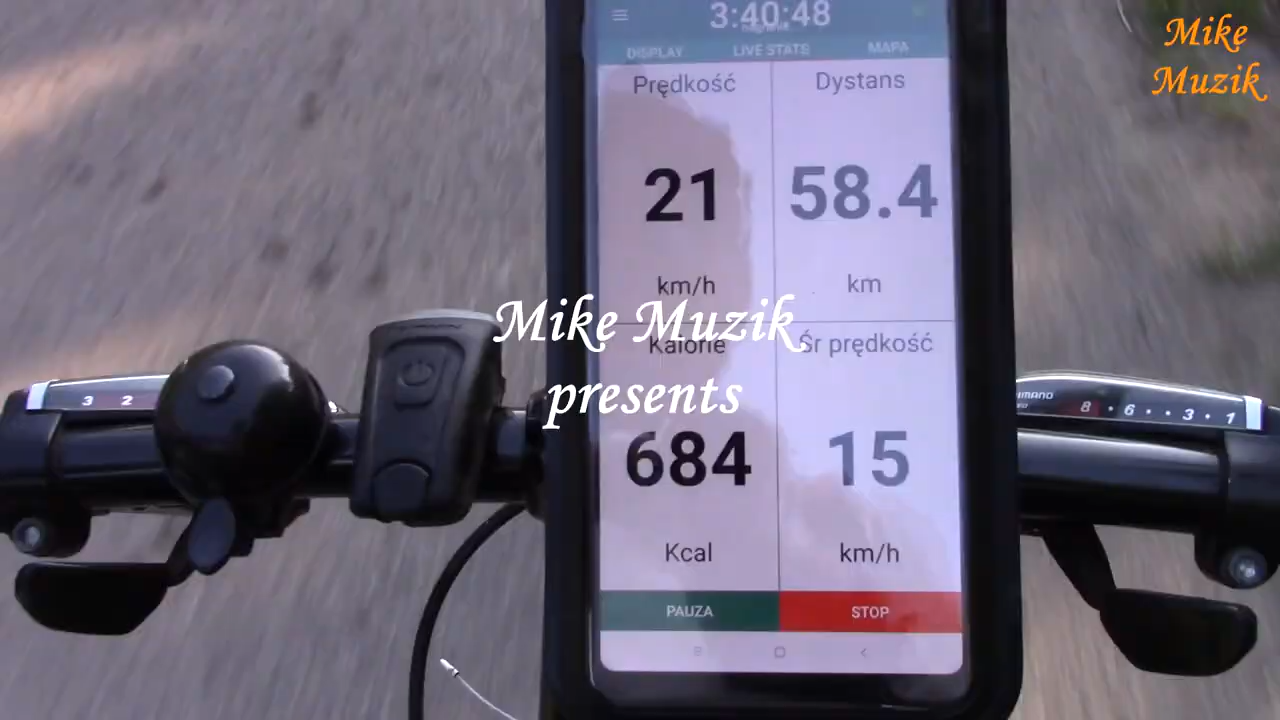 3:40:48
DISPLAY LIVE STATS MAPA
Prędkość Dystans
21 58.4
km/h km
Kalorie Śr prędkość
684 15
Kcal km/h
PAUZA STOP
Mike Muzik
presents
Mike
Muzik
3 2
8 • 6 • • 3 • 1